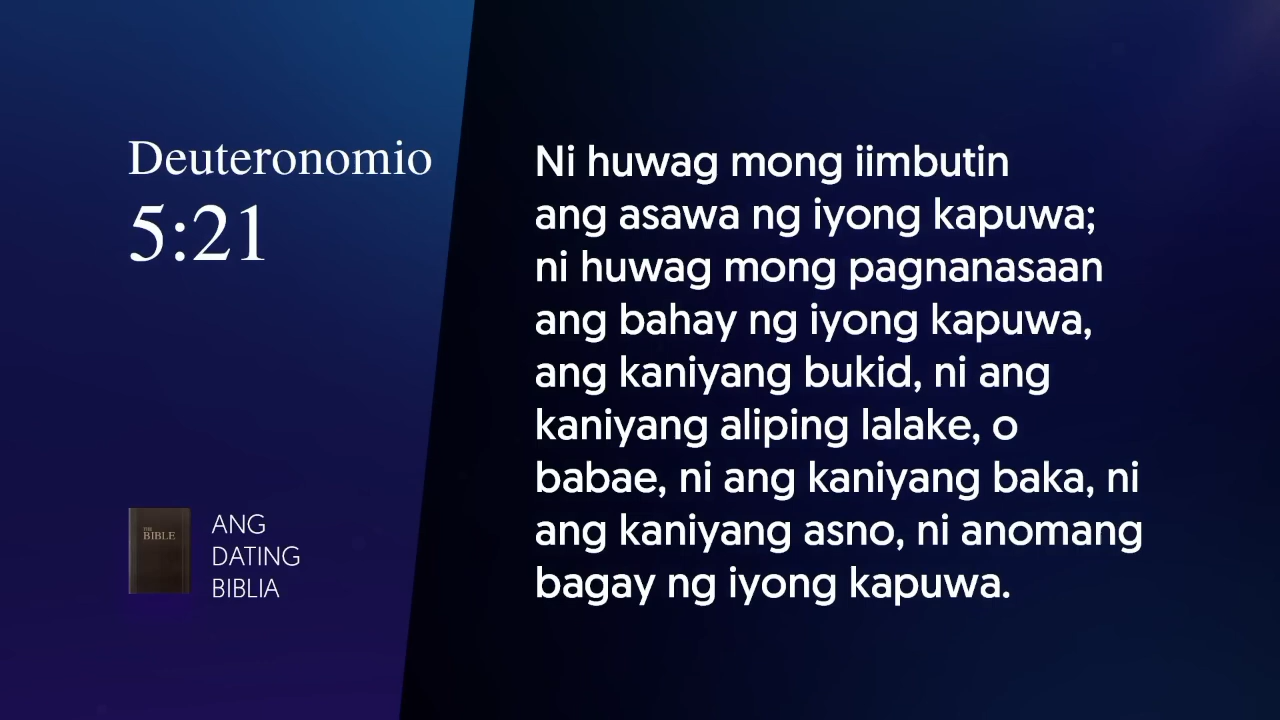 Deuteronomio
5:21
Ni huwag mong iimbutin
ang asawa ng iyong kapuwa;
ni huwag mong pagnanasaan
ang bahay ng iyong kapuwa,
ang kaniyang bukid, ni ang
kaniyang aliping lalake, o
babae, ni ang kaniyang baka, ni
ang kaniyang asno, ni anomang
bagay ng iyong kapuwa.
THE
BIBLE
ANG
DATING
BIBLIA